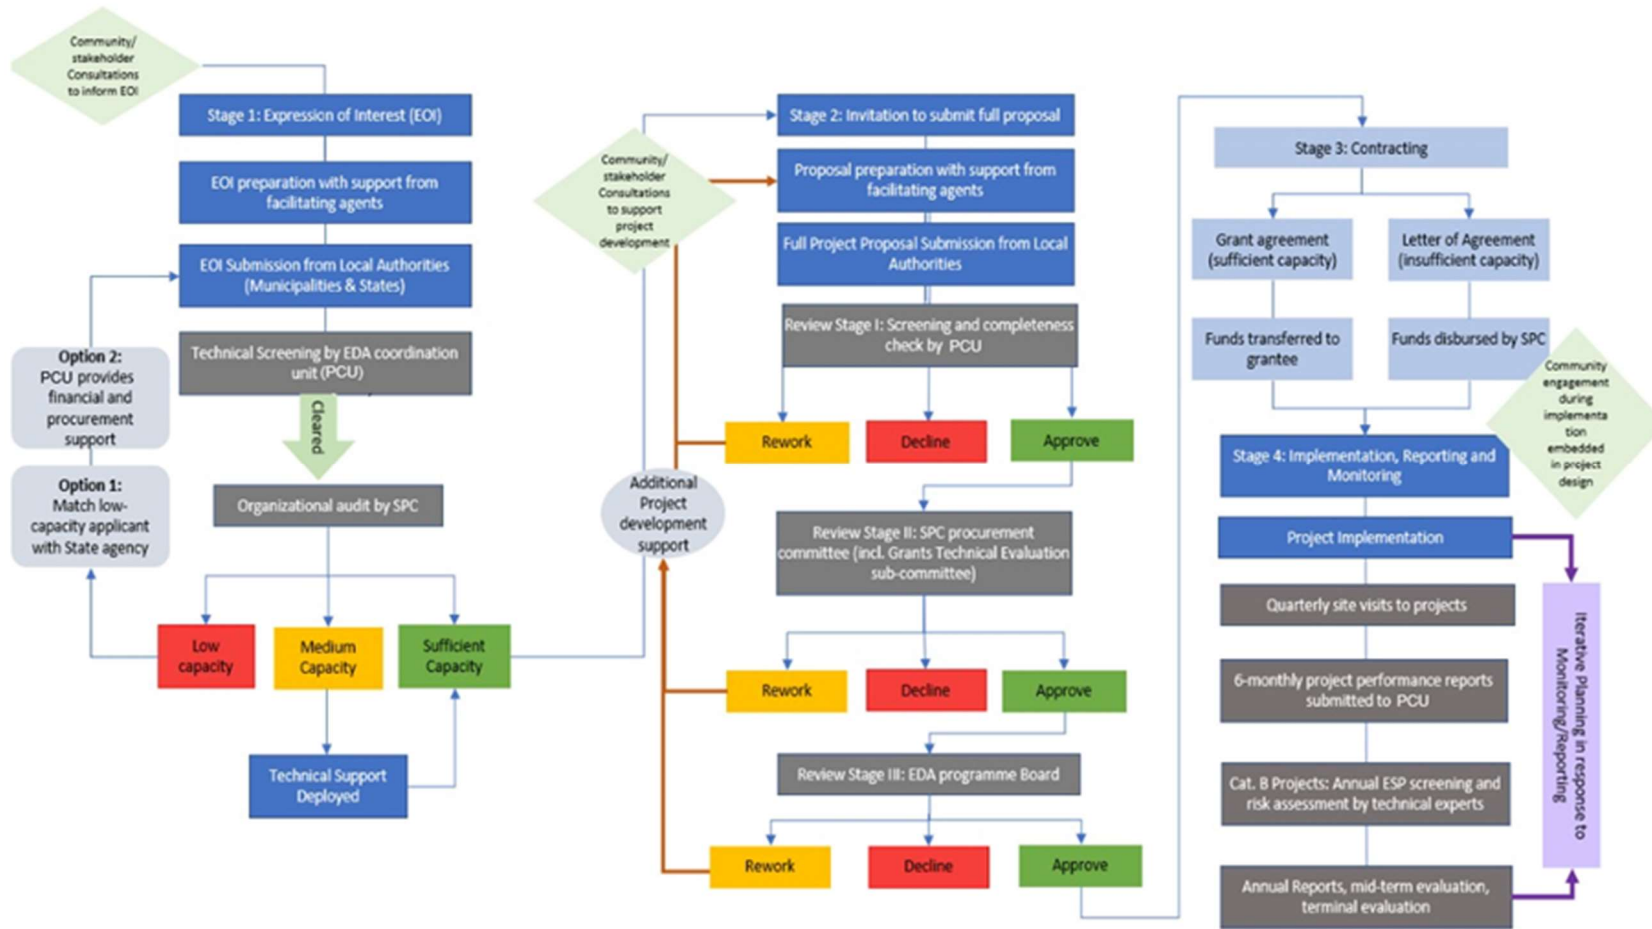 Community/
stakeholder
Consultations
to inform EOI
Stage 1: Expression of Interest (EOI)
EOI preparation with support from
facilitating agents
EOI Submission from Local Authorities
(Municipalities & States)
Technical Screening by EDA coordination
unit (PCU)
Cleared
Organizational audit by SPC
Low
capacity
Medium
Capacity
Sufficient
Capacity
Technical Support
Deployed
Option 2:
PCU provides
financial and
procurement
support
Option 1:
Match low-
capacity applicant
with State agency
Community/
stakeholder
Consultations
to support
project
development
Additional
Project
development
support
Stage 2: Invitation to submit full proposal
Proposal preparation with support from
facilitating agents
Full Project Proposal Submission from Local
Authorities
Review Stage I: Screening and completeness
check by PCU
Rework
Decline
Approve
Review Stage II: SPC procurement
committee (incl. Grants Technical Evaluation
sub-committee)
Rework
Decline
Approve
Review Stage III: EDA programme Board
Rework
Decline
Approve
Stage 3: Contracting
Grant agreement
(sufficient capacity)
Letter of Agreement
(insufficient capacity)
Funds transferred to
grantee
Funds disbursed by SPC
Community
engagement
during
implementa
tion
embedded
in project
design
Stage 4: Implementation, Reporting and
Monitoring
Project Implementation
Quarterly site visits to projects
6-monthly project performance reports
submitted to PCU
Cat. B Projects: Annual ESP screening and
risk assessment by technical experts
Annual Reports, mid-term evaluation,
terminal evaluation
Iterative Planning in response to
Monitoring/Reporting